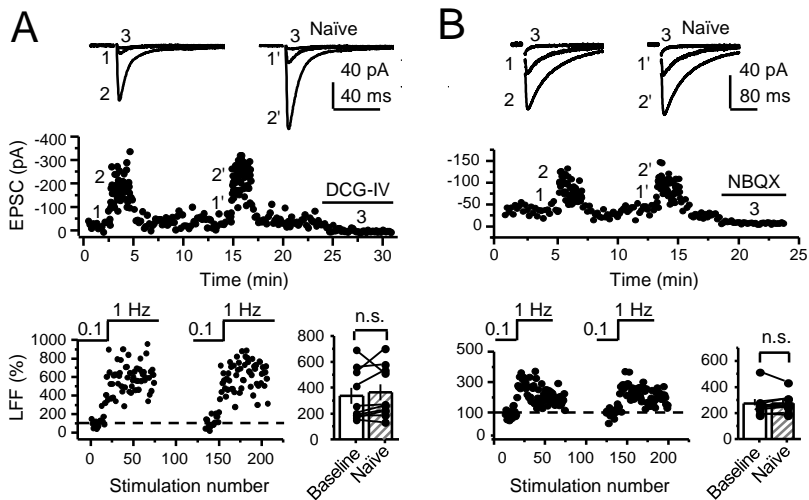 A
3 Naïve
1
1'
2
2'
40 pA
40 ms
EPSC (pA)
-400
-300
-200
-100
0
2
1
2'
1'
DCG-IV
3
0 5 10 15 20 25 30
Time (min)
0.1 1 Hz
0.1 1 Hz
LFF (%)
1000
800
600
400
200
0
0 50 100 150 200
Stimulation number
n.s.
800
600
400
200
0
Baseline
Naïve
B
3 Naïve
3
1
1'
2
2'
40 pA
80 ms
-150
-100
-50
0
2
1
2'
1'
NBQX
3
0 5 10 15 20 25
Time (min)
0.1 1 Hz
0.1 1 Hz
500
300
100
0
0 50 100 150 200
Stimulation number
n.s.
600
400
200
0
Baseline
Naïve